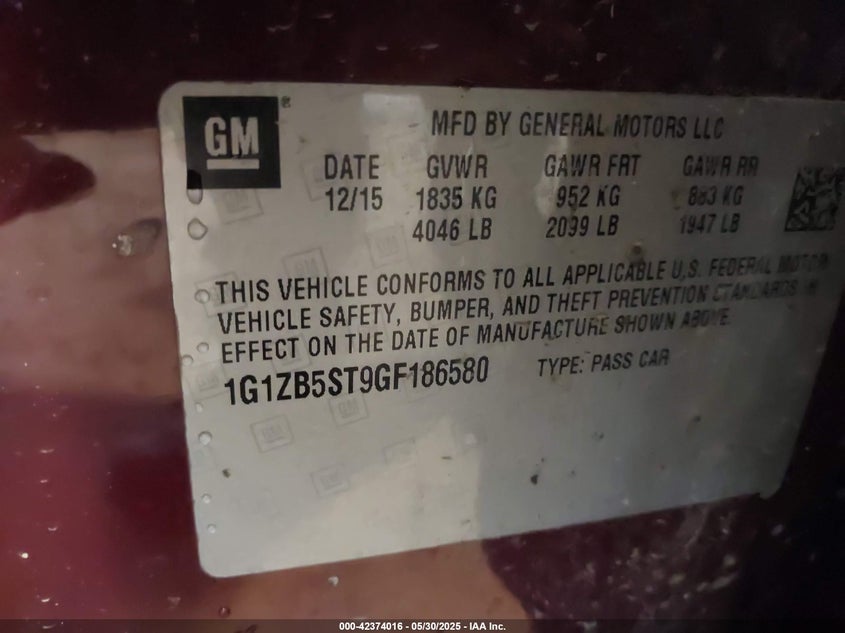 GM
MFD BY GENERAL MOTORS LLC
DATE GVWR GAWR FRT GAWR RR
12/15 1835 KG 952 KG 883 KG
4046 LB 2099 LB 1947 LB
THIS VEHICLE CONFORMS TO ALL APPLICABLE U.S. FEDERAL MOTOR
VEHICLE SAFETY, BUMPER, AND THEFT PREVENTION STANDARDS IN
EFFECT ON THE DATE OF MANUFACTURE SHOWN ABOVE.
1G1ZB5ST9GF186580 TYPE: PASS CAR
000-42374016 - 05/30/2025 - IAA Inc.